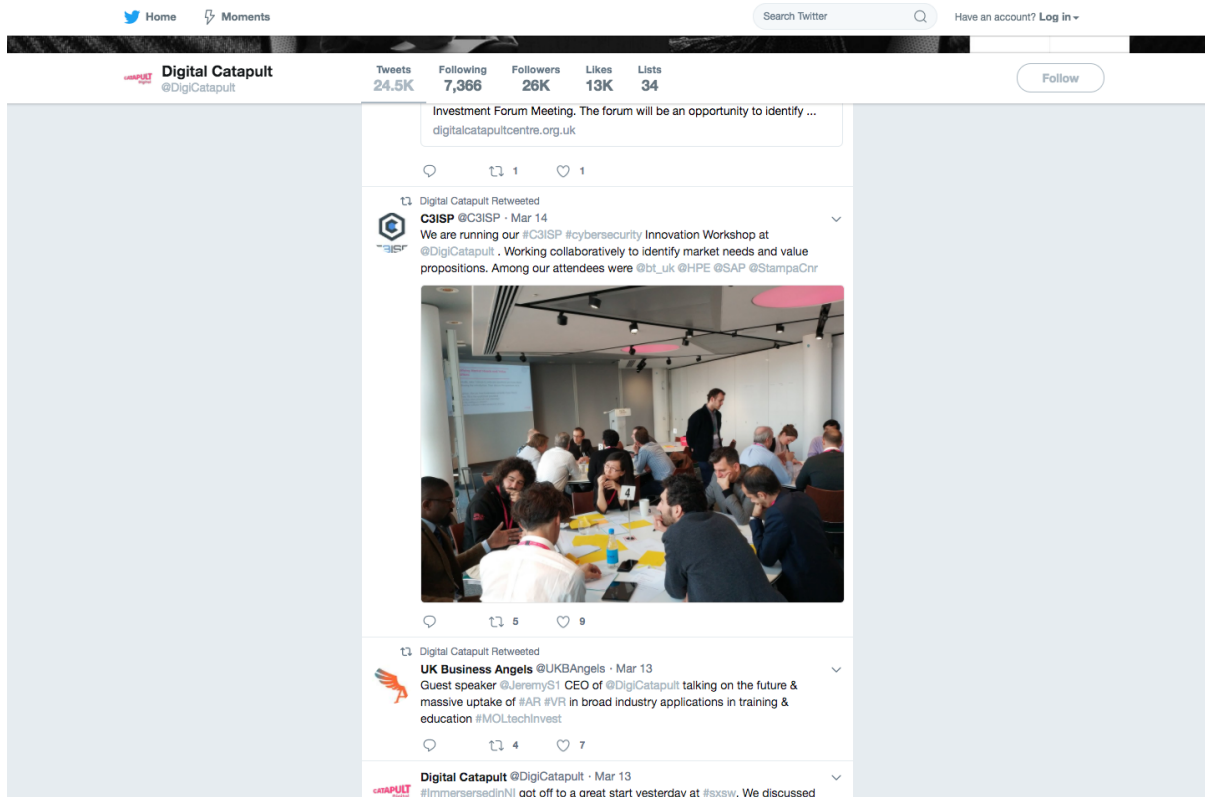 Home
Moments
Search Twitter
Have an account? Log in
CATAPULT
Digital Catapult
@DigiCatapult
Tweets
24.5K
Following
7,366
Followers
26K
Likes
13K
Lists
34
Follow
Investment Forum Meeting. The forum will be an opportunity to identify ...
digitalcatapultcentre.org.uk
1
1
Digital Catapult Retweeted
C3ISP @C3ISP · Mar 14
We are running our #C3ISP #cybersecurity Innovation Workshop at
@DigiCatapult . Working collaboratively to identify market needs and value
propositions. Among our attendees were @bt_uk @HPE @SAP @StampaCnr
4
5
9
Digital Catapult Retweeted
UK Business Angels @UKBAngels · Mar 13
Guest speaker @JeremyS1 CEO of @DigiCatapult talking on the future &
massive uptake of #AR #VR in broad industry applications in training &
education #MOLtechInvest
4
7
Digital Catapult @DigiCatapult · Mar 13
CATAPULT
#ImmersersedinNI got off to a great start yesterday at #sxsw. We discussed